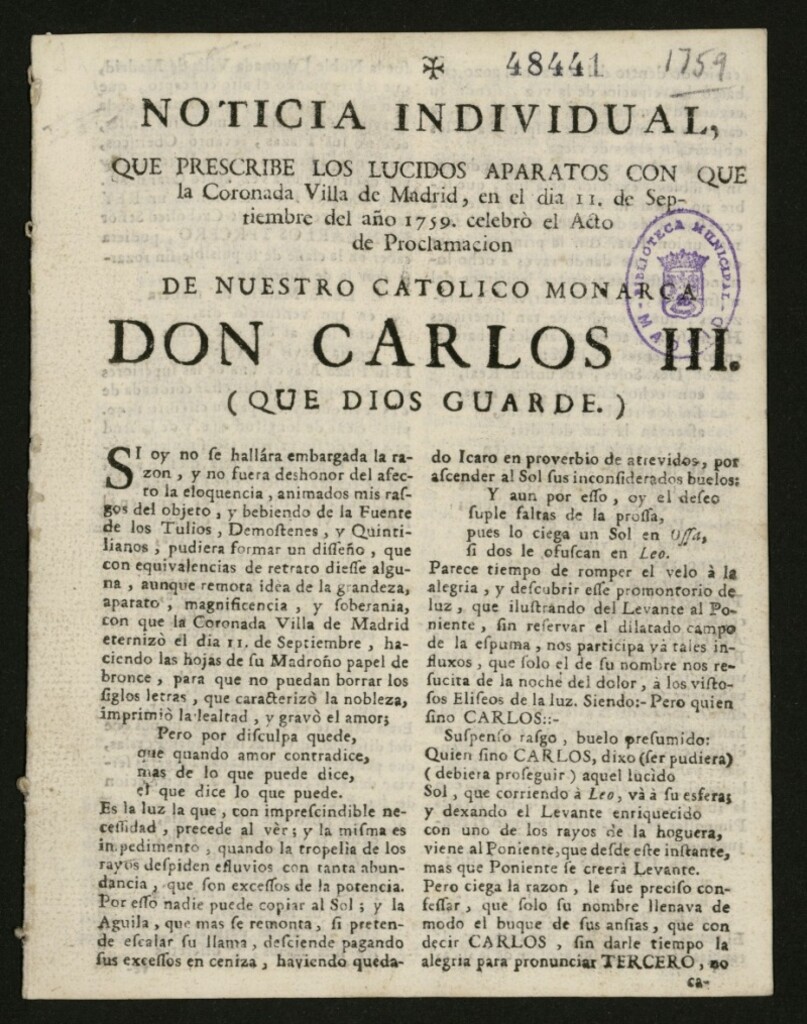 ✠ 48441 1759
NOTICIA INDIVIDUAL,
QUE PRESCRIBE LOS LUCIDOS APARATOS CON QUE
la Coronada Villa de Madrid, en el dia 11. de Sep-
tiembre del año 1759. celebrò el Acto
de Proclamacion
DE NUESTRO CATOLICO MONARCA
DON CARLOS III.
(QUE DIOS GUARDE.)
BIBLIOTECA MUNICIPAL
MADRID
SI oy no se hallára embargada la ra-
zon, y no fuera deshonor del afec-
to la eloquencia, animados mis ras-
gos del objeto, y bebiendo de la Fuente
de los Tulios, Demostenes, y Quinti-
lianos, pudiera formar un disseño, que
con equivalencias de retrato diesse algu-
na, aunque remota idea de la grandeza,
aparato, magnificencia, y soberania,
con que la Coronada Villa de Madrid
eternizò el dia 11. de Septiembre, ha-
ciendo las hojas de su Madroño papel de
bronce, para que no puedan borrar los
siglos letras, que caracterizò la nobleza,
imprimiò la lealtad, y gravò el amor;
Pero por disculpa quede,
que quando amor contradice,
mas de lo que puede dice,
el que dice lo que puede.
Es la luz la que, con imprescindible ne-
cessidad, precede al vèr; y la misma es
impedimento, quando la tropelia de los
rayos despiden efluvios con tanta abun-
dancia, que son excessos de la potencia.
Por esso nadie puede copiar al Sol; y la
Aguila, que mas se remonta, si preten-
de escalar su llama, desciende pagando
sus excessos en ceniza, haviendo queda-
do Icaro en proverbio de atrevidos, por
ascender al Sol sus inconsiderados buelos:
Y aun por esso, oy el deseo
suple faltas de la prossa,
pues lo ciega un Sol en Ossa,
si dos le ofuscan en Leo.
Parece tiempo de romper el velo à la
alegria, y descubrir esse promontorio de
luz, que ilustrando del Levante al Po-
niente, sin reservar el dilatado campo
de la espuma, nos participa yà tales in-
fluxos, que solo el de su nombre nos re-
sucita de la noche del dolor, à los visto-
sos Eliseos de la luz. Siendo:- Pero quien
sino CARLOS::-
Suspenso rasgo, buelo presumido:
Quien sino CARLOS, dixo (ser pudiera)
(debiera proseguir) aquel lucido
Sol, que corriendo à Leo, và à su esfera;
y dexando el Levante enriquecido
con uno de los rayos de la hoguera,
viene al Poniente, que desde este instante,
mas que Poniente se creerà Levante.
Pero ciega la razon, le fue preciso con-
fessar, que solo su nombre llenava de
modo el buque de sus ansias, que con
decir CARLOS, sin darle tiempo la
alegria para pronunciar TERCERO, no
ca-